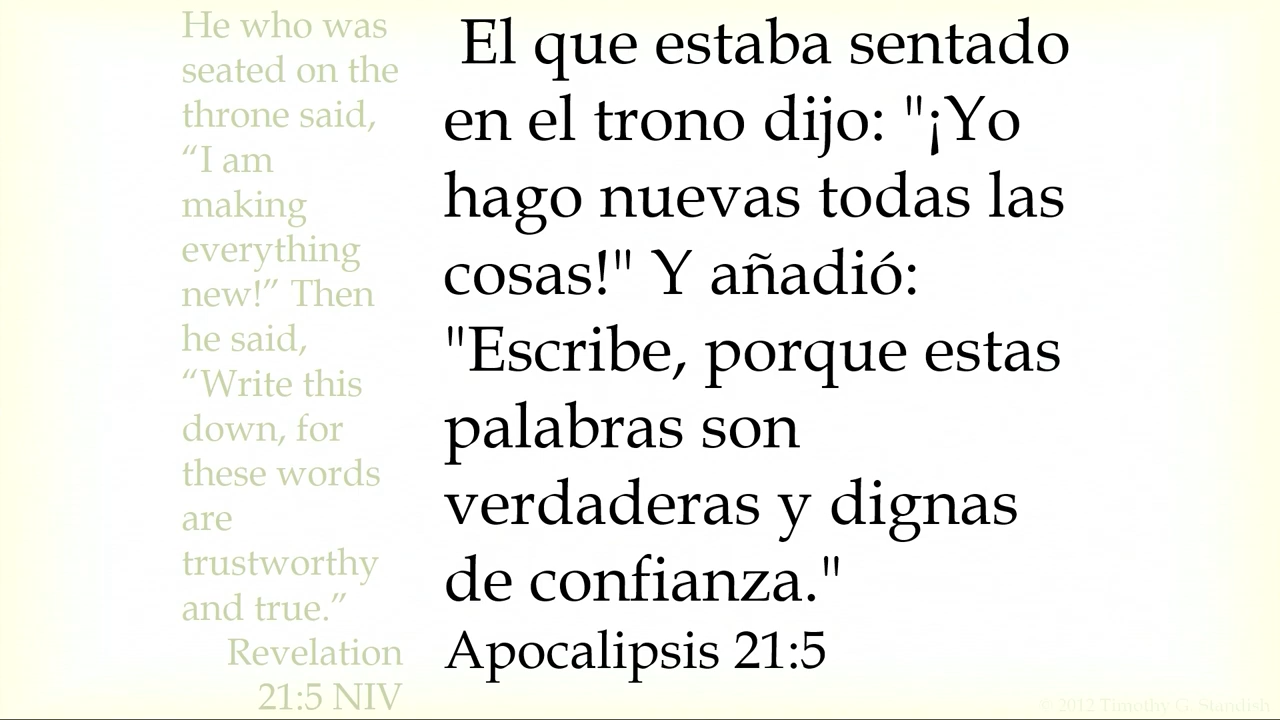 He who was
seated on the
throne said,
“I am
making
everything
new!” Then
he said,
“Write this
down, for
these words
are
trustworthy
and true.”
Revelation
21:5 NIV
El que estaba sentado
en el trono dijo: "¡Yo
hago nuevas todas las
cosas!" Y añadió:
"Escribe, porque estas
palabras son
verdaderas y dignas
de confianza."
Apocalipsis 21:5
© 2012 Timothy G. Standish